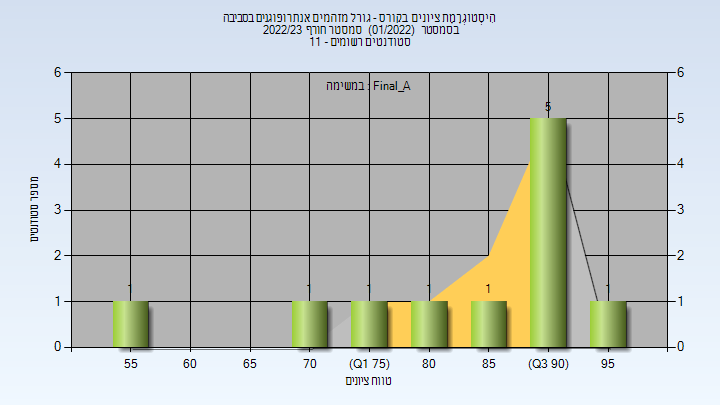 הִיסְטוֹגְרָמַת ציונים בקורס - גורל מזהמים אנתרופוגנים בסביבה
בסמסטר (01/2022) סמסטר חורף 2022/23
סטודנטים רשומים - 11
במשימה : Final_A
6 6
5 5 5
4 4
3 3
2 2
1 1 1 1 1 1 1 1
0 0
מספר סטודנטים
55 60 65 70 (Q1 75) 80 85 (Q3 90) 95
טווח ציונים